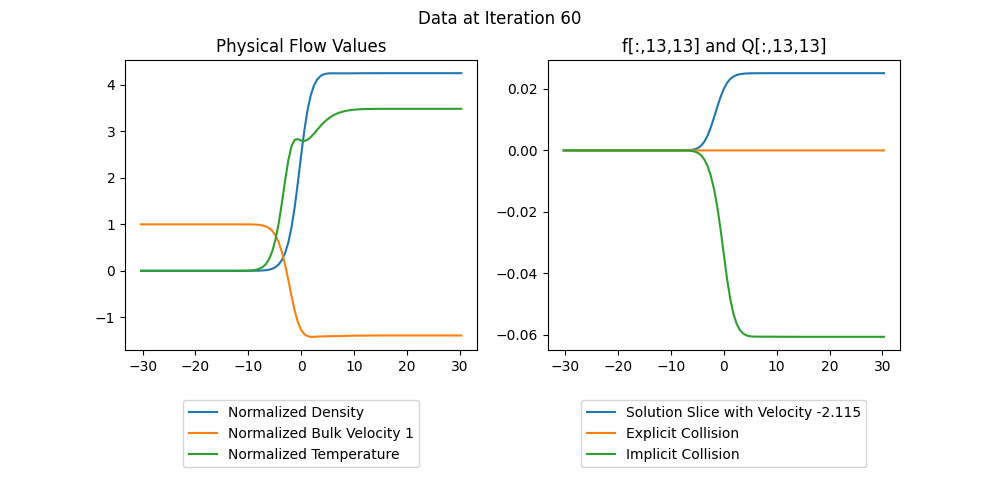 Data at Iteration 60
Physical Flow Values
4
3
2
1
0
−1
−30
−20
−10
0
10
20
30
Normalized Density
Normalized Bulk Velocity 1
Normalized Temperature
f[:,13,13] and Q[:,13,13]
0.02
0.00
−0.02
−0.04
−0.06
−30
−20
−10
0
10
20
30
Solution Slice with Velocity -2.115
Explicit Collision
Implicit Collision